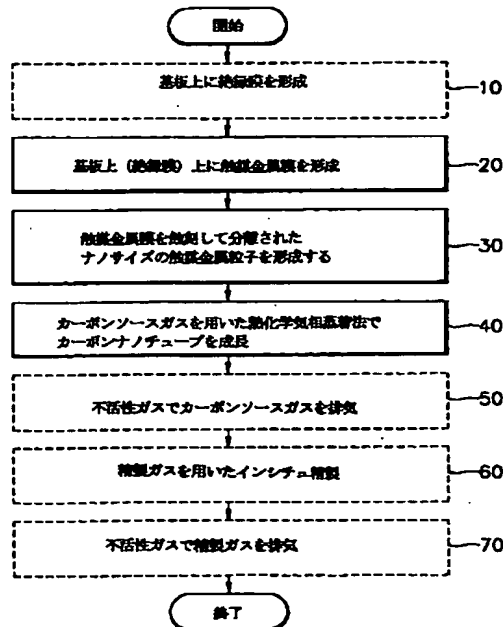 開始
基板上に絶縁膜を形成
10
基板上（絶縁膜）上に触媒金属膜を形成
20
触媒金属膜を蝕刻して分離された
ナノサイズの触媒金属粒子を形成する
30
カーボンソースガスを用いた熱化学気相蒸着法で
カーボンナノチューブを成長
40
不活性ガスでカーボンソースガスを排気
50
精製ガスを用いたインシチュ精製
60
不活性ガスで精製ガスを排気
70
終了